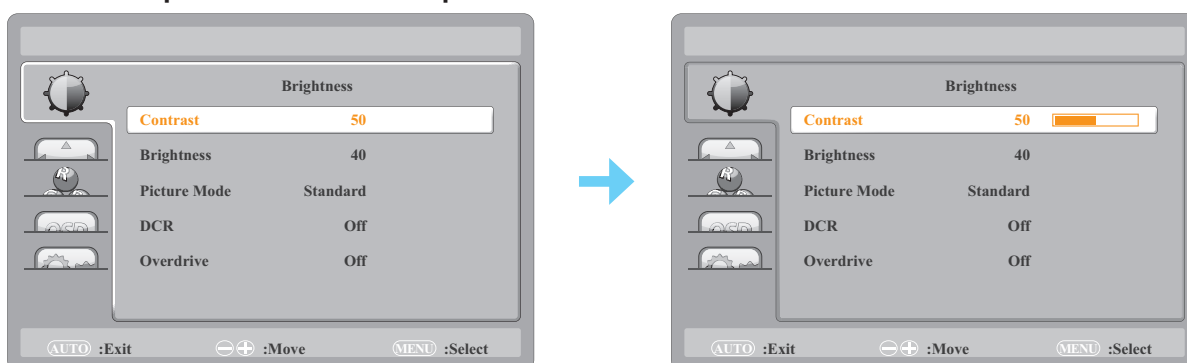 Brightness
Contrast 50
Brightness 40
Picture Mode Standard
DCR Off
Overdrive Off
AUTO :Exit :Move MENU :Select
Brightness
Contrast 50
Brightness 40
Picture Mode Standard
DCR Off
Overdrive Off
AUTO :Exit :Move MENU :Select